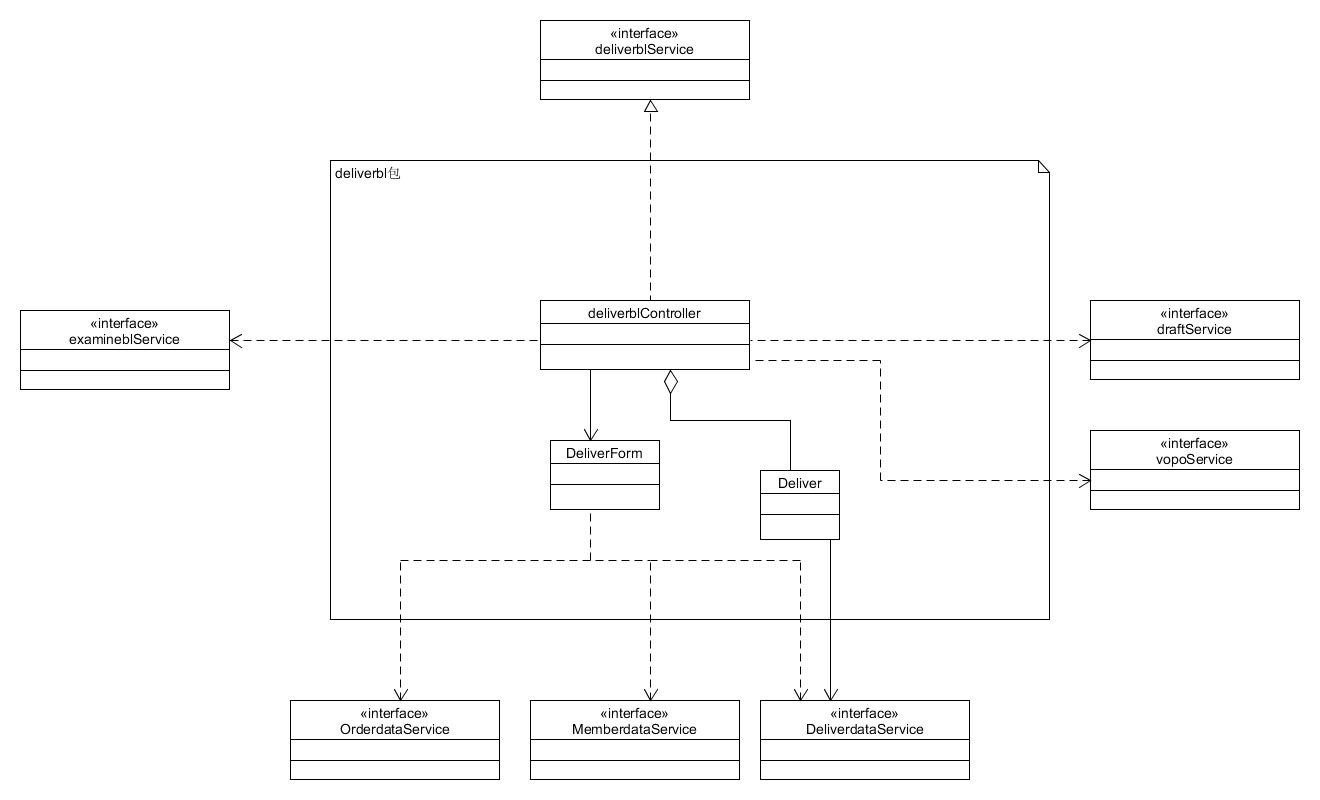 «interface»
deliverblService
deliverbl包
deliverblController
«interface»
examineblService
«interface»
draftService
«interface»
vopoService
DeliverForm
Deliver
«interface»
OrderdataService
«interface»
MemberdataService
«interface»
DeliverdataService